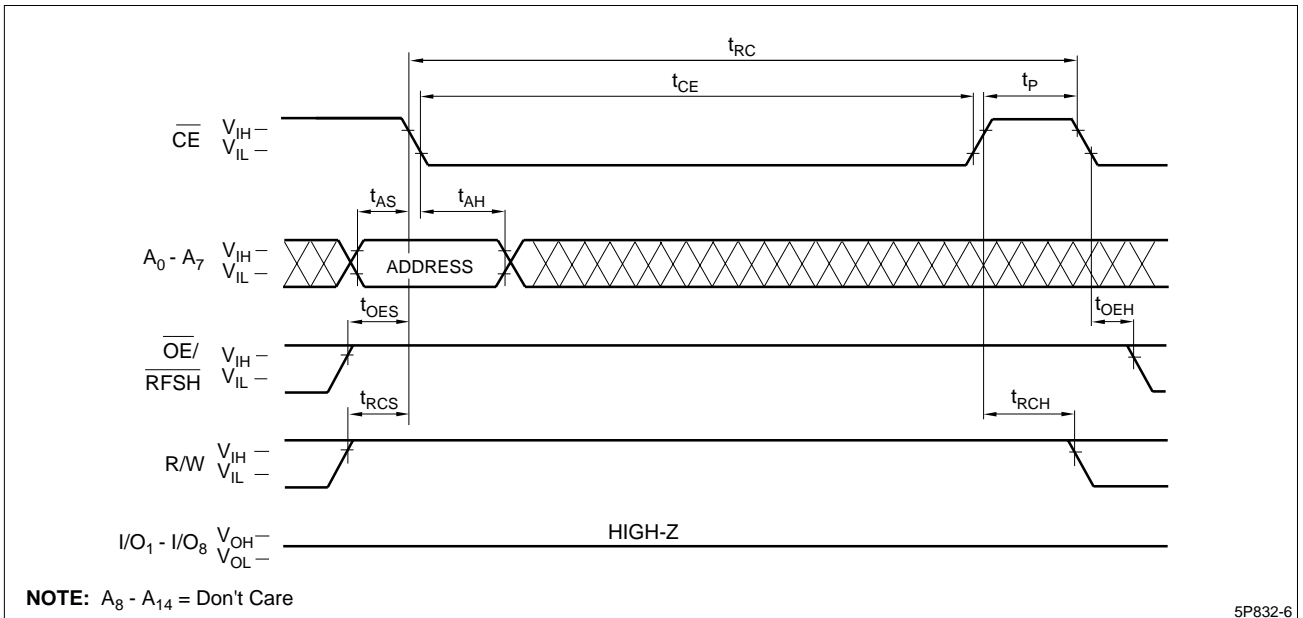 tRC
tCE
tP
CE
VIH
VIL
tAS
tAH
A0 - A7
VIH
VIL
ADDRESS
tOES
tOEH
OE/
RFSH
VIH
VIL
tRCS
tRCH
R/W
VIH
VIL
I/O1 - I/O8
VOH
VOL
HIGH-Z
NOTE: A8 - A14 = Don't Care
5P832-6